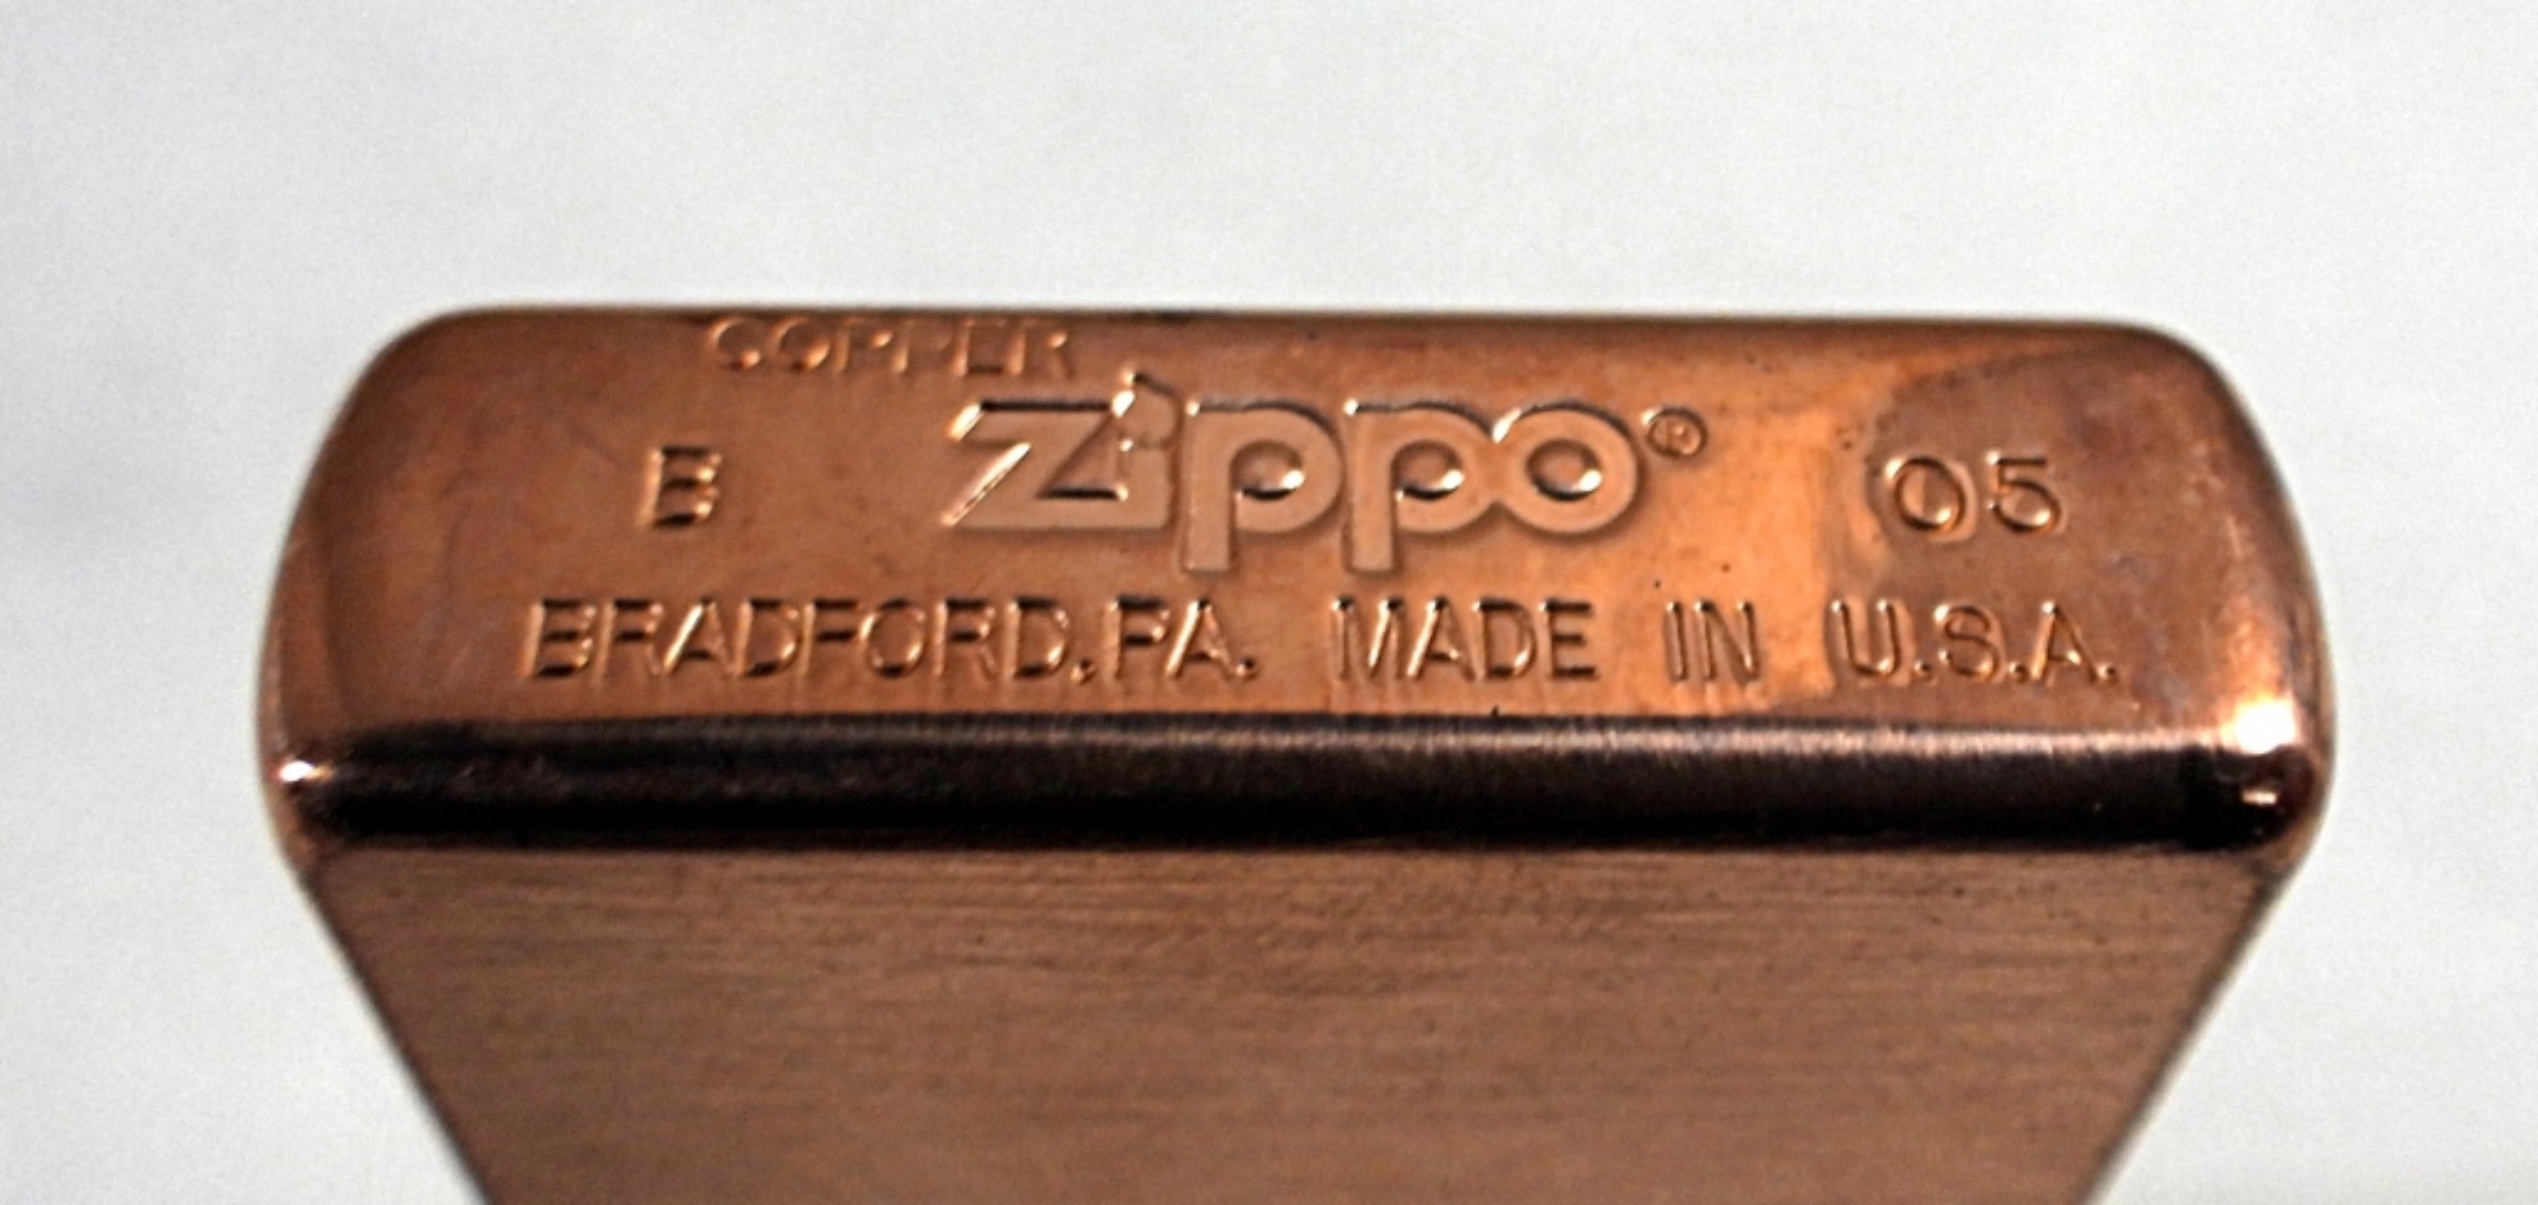 COPPER
B Zippo® 05
BRADFORD,PA. MADE IN U.S.A.